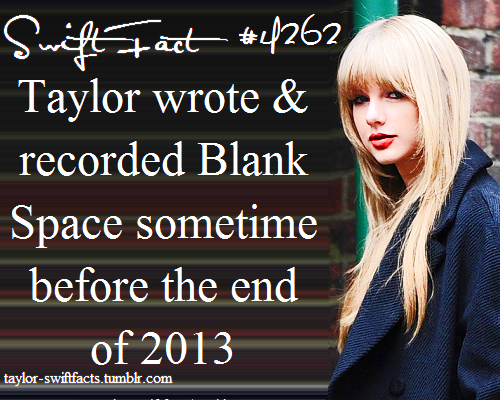 Swift Fact #4262
Taylor wrote &
recorded Blank
Space sometime
before the end
of 2013
taylor-swiftfacts.tumblr.com